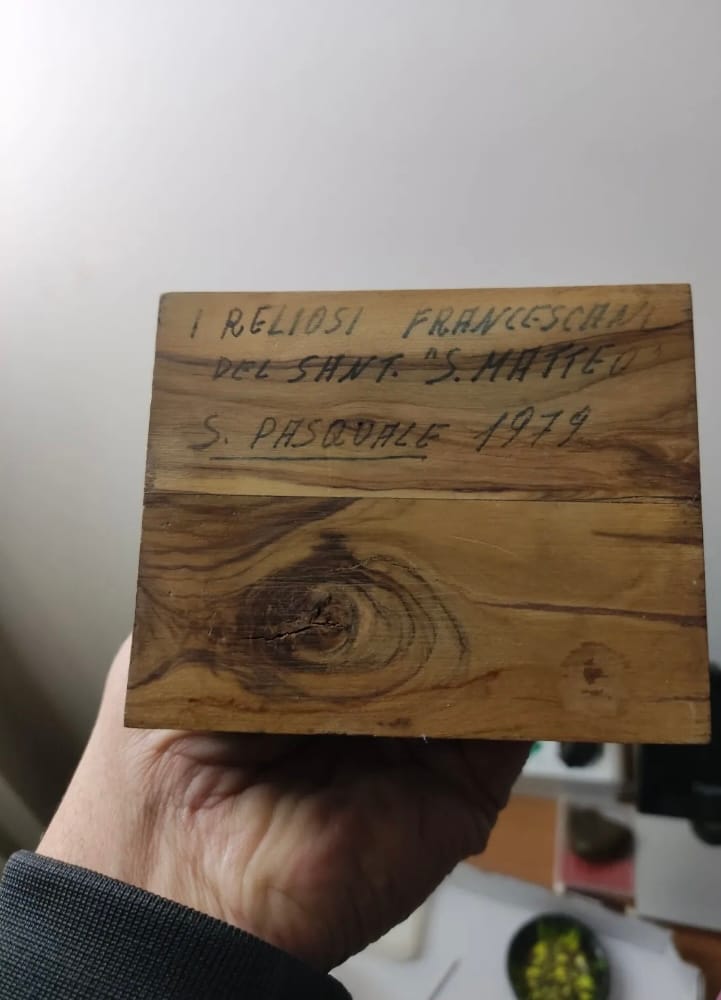 I RELIOSI FRANCESCANI
DEL SANT. "S. MATTEO"
S. PASQUALE 1979